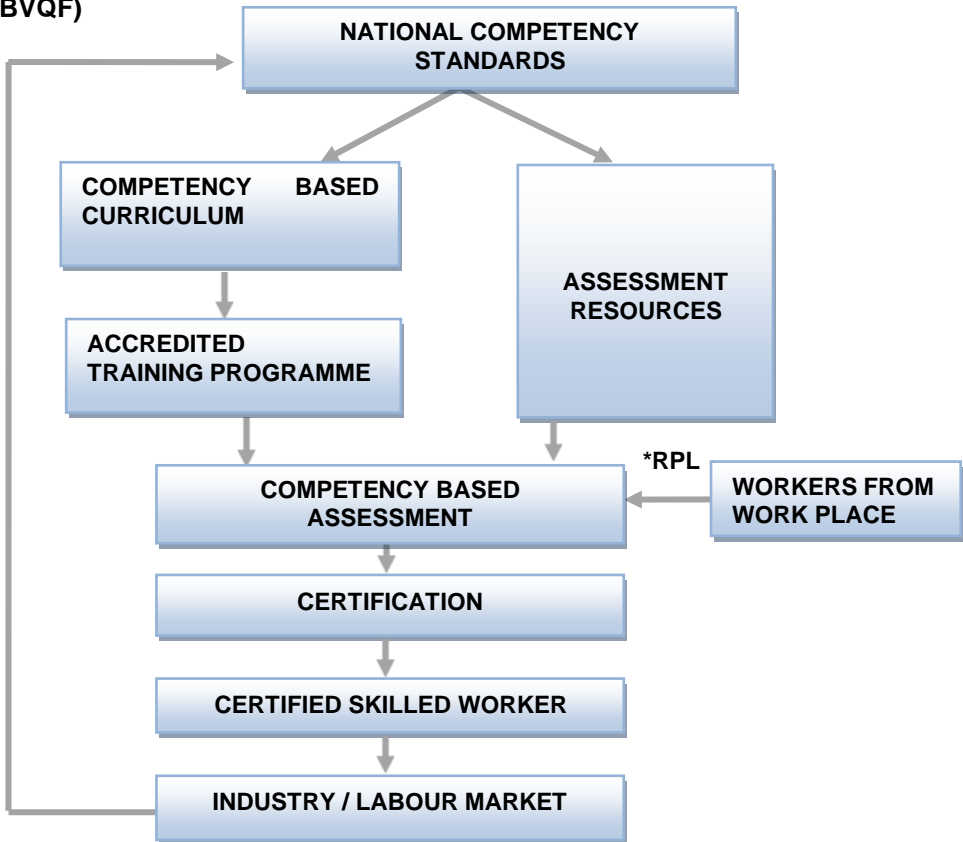 BVQF)
NATIONAL COMPETENCY
STANDARDS
COMPETENCY BASED
CURRICULUM
ASSESSMENT
RESOURCES
ACCREDITED
TRAINING PROGRAMME
*RPL
COMPETENCY BASED
ASSESSMENT
WORKERS FROM
WORK PLACE
CERTIFICATION
CERTIFIED SKILLED WORKER
INDUSTRY / LABOUR MARKET